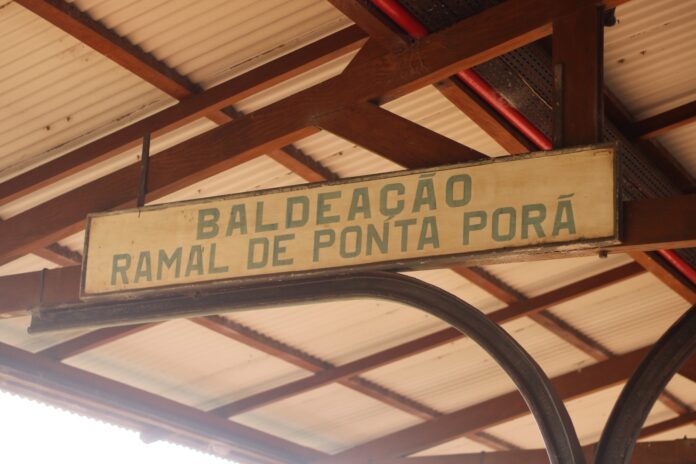 BALDEAÇÃO
RAMAL DE PONTA PORÃ